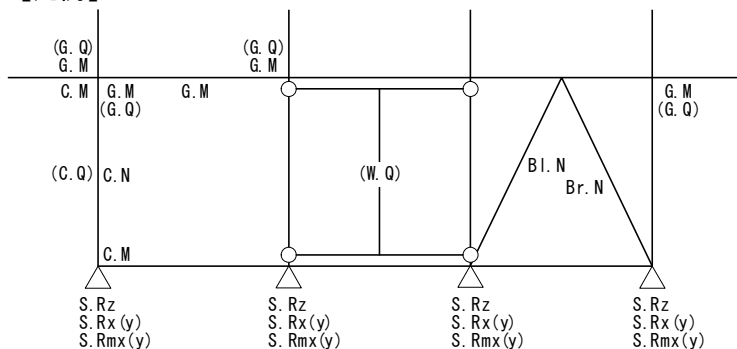 (G.Q)
G.M
(G.Q)
G.M
C.M
G.M
(G.Q)
G.M
G.M
(G.Q)
(C.Q)
C.N
(W.Q)
Bl.N
Br.N
C.M
S.Rz
S.Rx(y)
S.Rmx(y)
S.Rz
S.Rx(y)
S.Rmx(y)
S.Rz
S.Rx(y)
S.Rmx(y)
S.Rz
S.Rx(y)
S.Rmx(y)